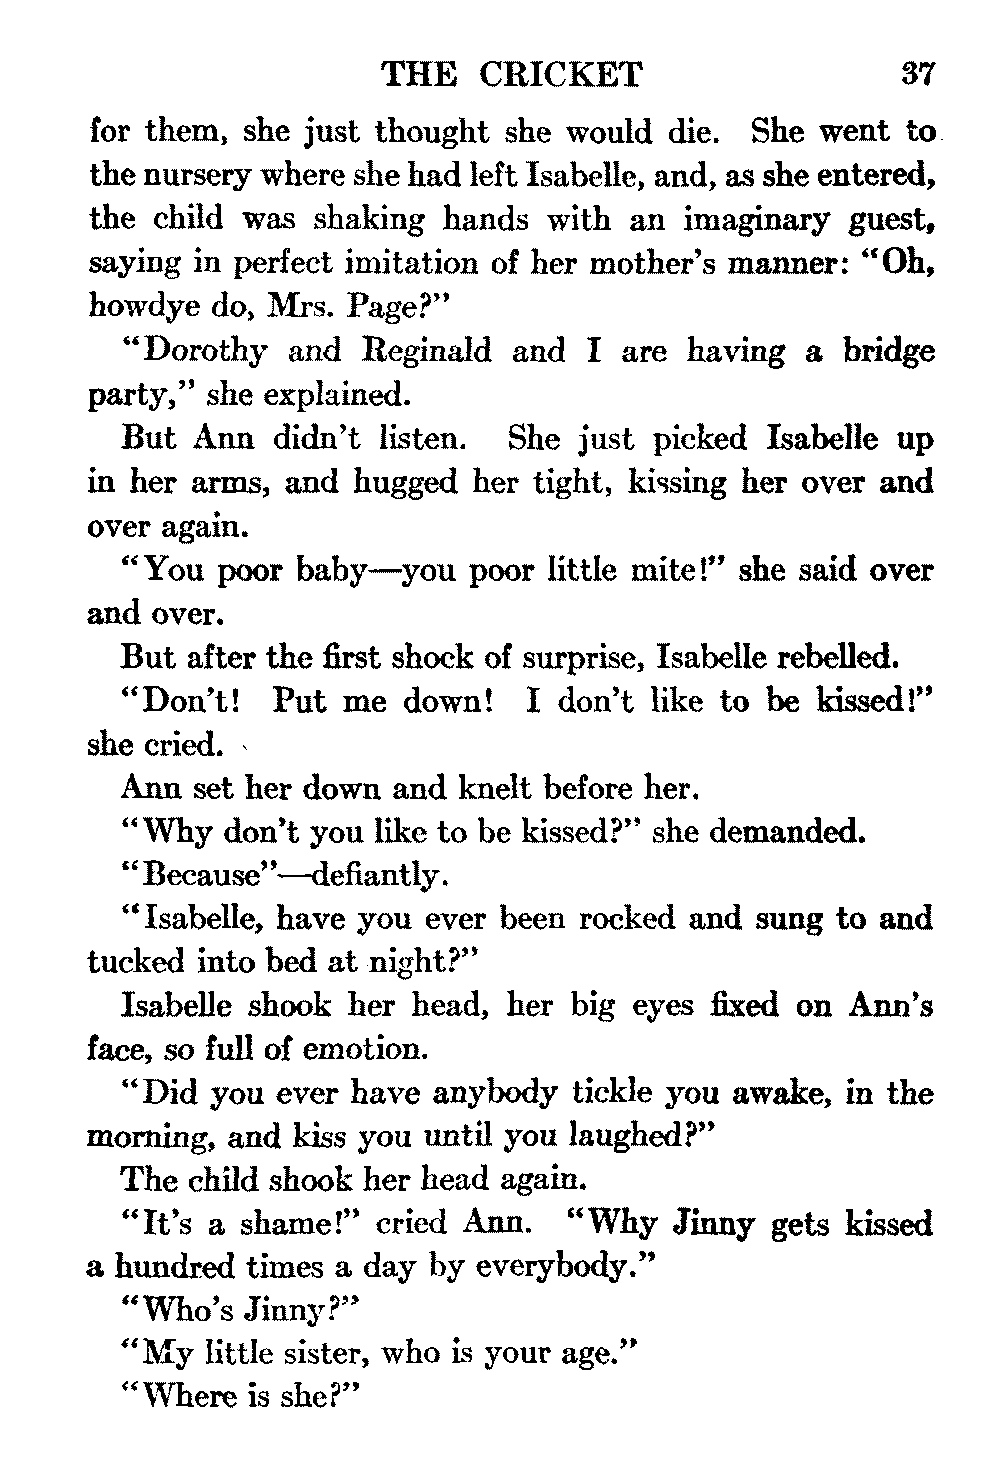 THE CRICKET 37
for them, she just thought she would die. She went to
the nursery where she had left Isabelle, and, as she entered,
the child was shaking hands with an imaginary guest,
saying in perfect imitation of her mother's manner: "Oh,
howdye do, Mrs. Page?"
"Dorothy and Reginald and I are having a bridge
party," she explained.
But Ann didn't listen. She just picked Isabelle up
in her arms, and hugged her tight, kissing her over and
over again.
"You poor baby—you poor little mite!" she said over
and over.
But after the first shock of surprise, Isabelle rebelled.
"Don't! Put me down! I don't like to be kissed!"
she cried.
Ann set her down and knelt before her.
"Why don't you like to be kissed?" she demanded.
"Because"—defiantly.
"Isabelle, have you ever been rocked and sung to and
tucked into bed at night?"
Isabelle shook her head, her big eyes fixed on Ann's
face, so full of emotion.
"Did you ever have anybody tickle you awake, in the
morning, and kiss you until you laughed?"
The child shook her head again.
"It's a shame!" cried Ann. "Why Jinny gets kissed
a hundred times a day by everybody."
"Who's Jinny?"
"My little sister, who is your age."
"Where is she?"